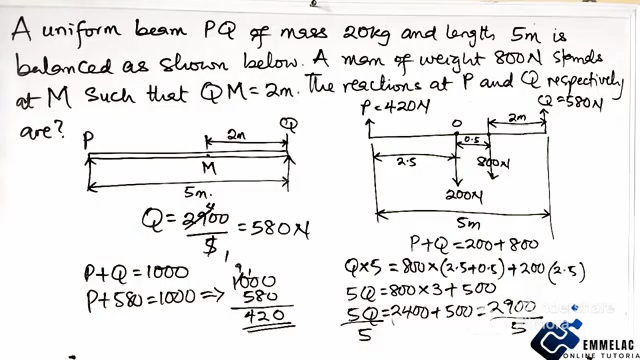 A uniform beam PQ of mass 20kg and length 5m is
balanced as shown below. A man of weight 800N stands
at M such that QM = 2m. The reactions at P and Q respectively
are?
P
2m
Q
M
5m
P=420N
Q=580N
O
2m
2.5
0.5
800N
200N
5m
Q = 2900/5 = 580N
P+Q = 1000
P+580 = 1000 =>
1000
580
420
P+Q = 200+800
Q×5 = 800×(2.5+0.5)+200(2.5)
5Q = 800×3+500
5Q/5 = 2400+500 = 2900/5
EMMELAC
ONLINE TUTORIAL